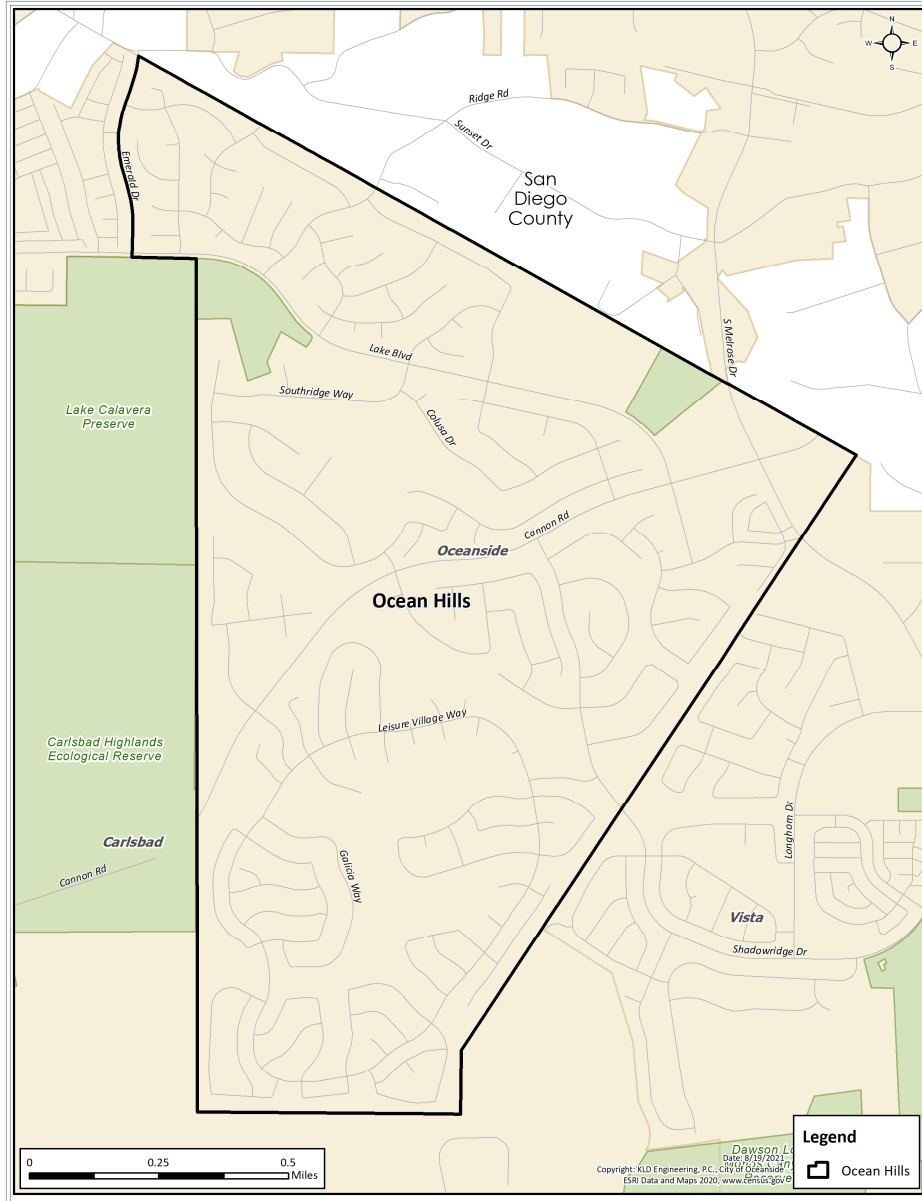 N
W E
S
Ridge Rd
Sunset Dr
San
Diego
County
Emerald Dr
S Melrose Dr
Lake Blvd
Southridge Way
Colusa Dr
Lake Calavera
Preserve
Cannon Rd
Oceanside
Ocean Hills
Leisure Village Way
Carlsbad Highlands
Ecological Reserve
Longhorn Dr
Carlsbad
Galicia Way
Cannon Rd
Vista
Shadowridge Dr
Legend
Ocean Hills
0 0.25 0.5
Miles
Dawson
Date: 8/19/2021
Copyright: KLD Engineering, P.C., City of Oceanside
ESRI Data and Maps 2020, www.census.gov
Reserve